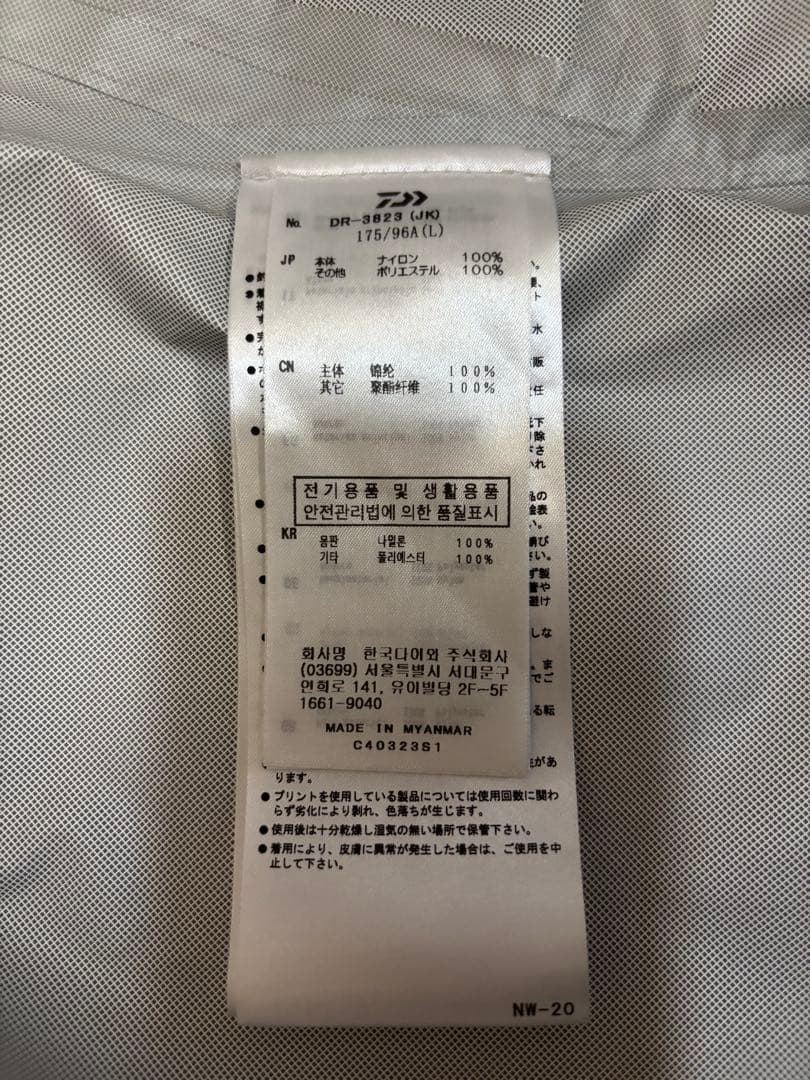 No. DR-3823 (JK)
175/96A(L)
JP 本体 ナイロン 100%
その他 ポリエステル 100%
CN 主体 锦纶 100%
其它 聚酯纤维 100%
전기용품 및 생활용품
안전관리법에 의한 품질표시
KR 몸판 나일론 100%
기타 폴리에스터 100%
회사명 한국다이와 주식회사
(03699) 서울특별시 서대문구
연희로 141, 유이빌딩 2F~5F
1661-9040
MADE IN MYANMAR
C40323S1
ります。
●プリントを使用している製品については使用回数に関わ
らず劣化により剥れ、色落ちが生じます。
●使用後は十分乾燥し湿気の無い場所で保管下さい。
●着用により、皮膚に異常が発生した場合は、ご使用を中
止して下さい。
NW-20